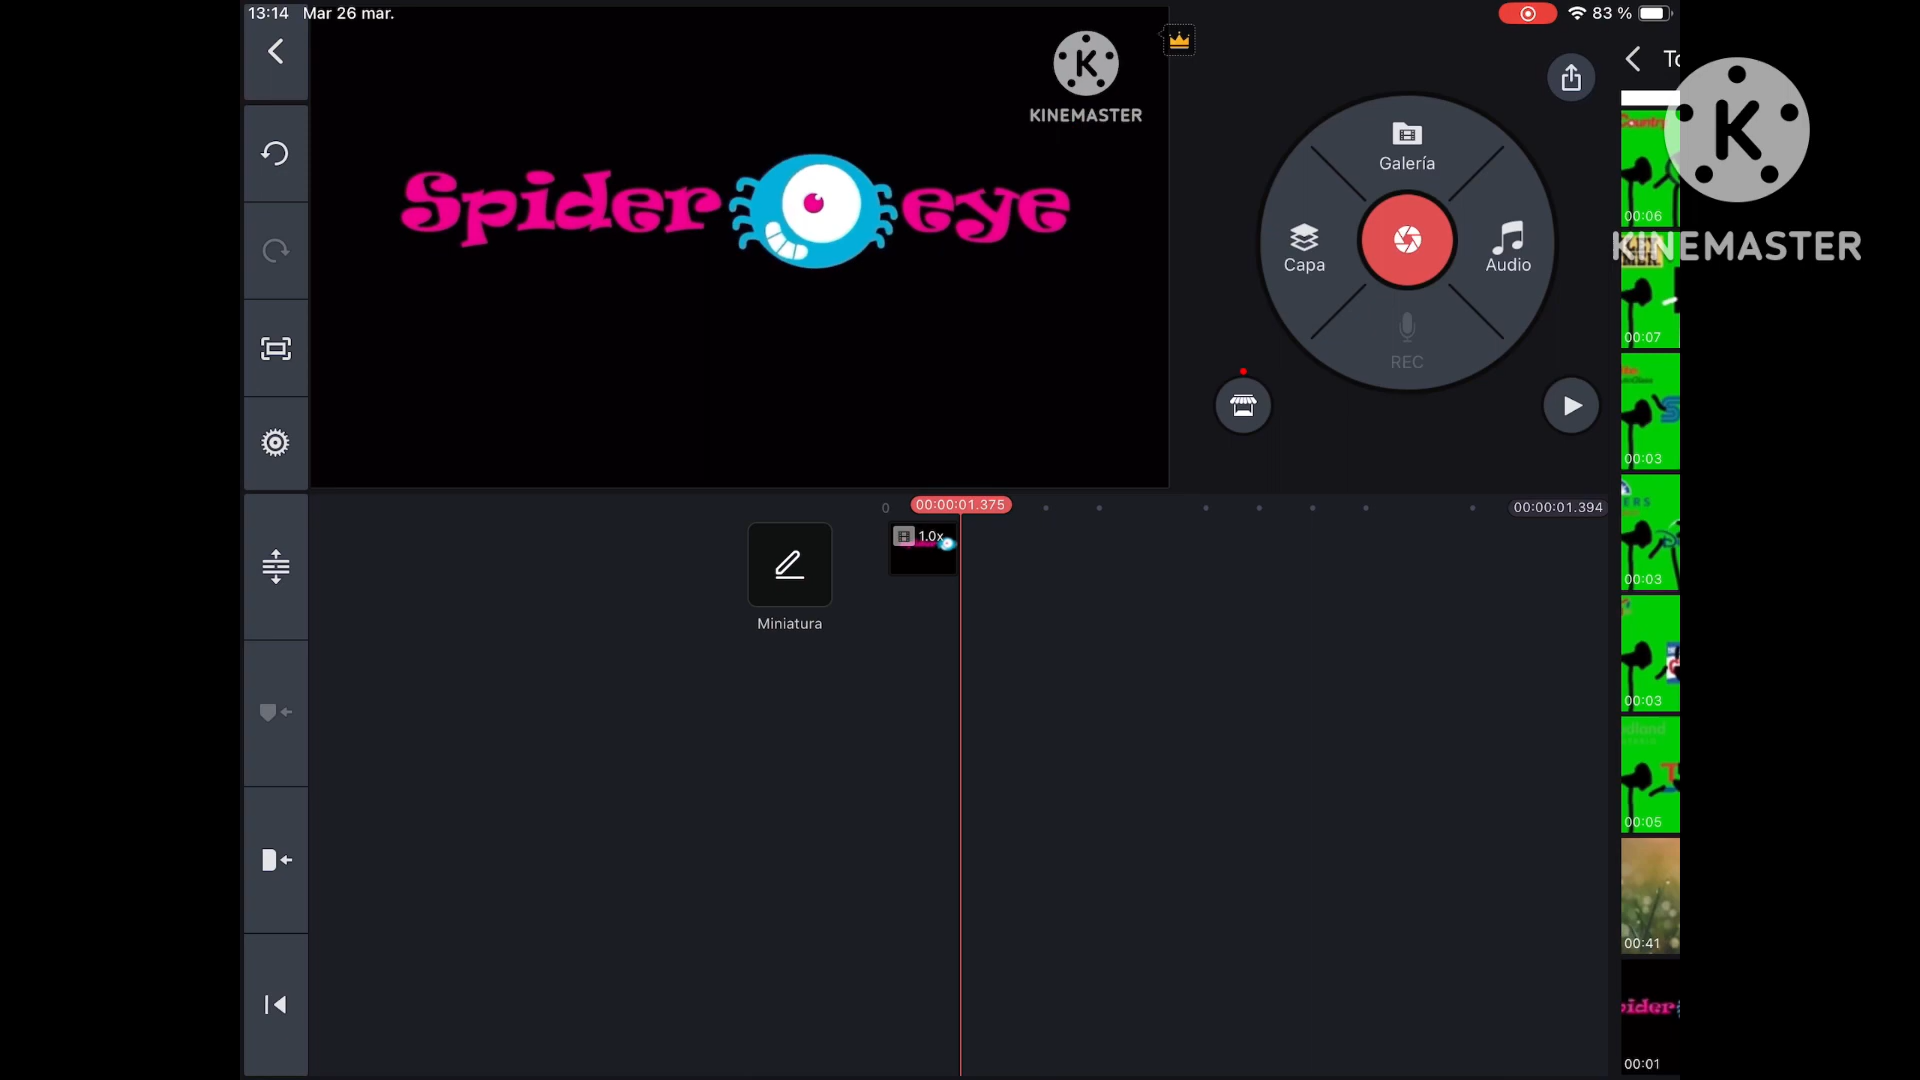 13:14 Mar 26 mar.
83 %
KINEMASTER
Spider eye
Galería
Capa
Audio
REC
0
00:00:01.375
00:00:01.394
1.0x
Miniatura
KINEMASTER
Country
00:06
00:07
00:03
00:03
00:03
00:05
00:41
00:01